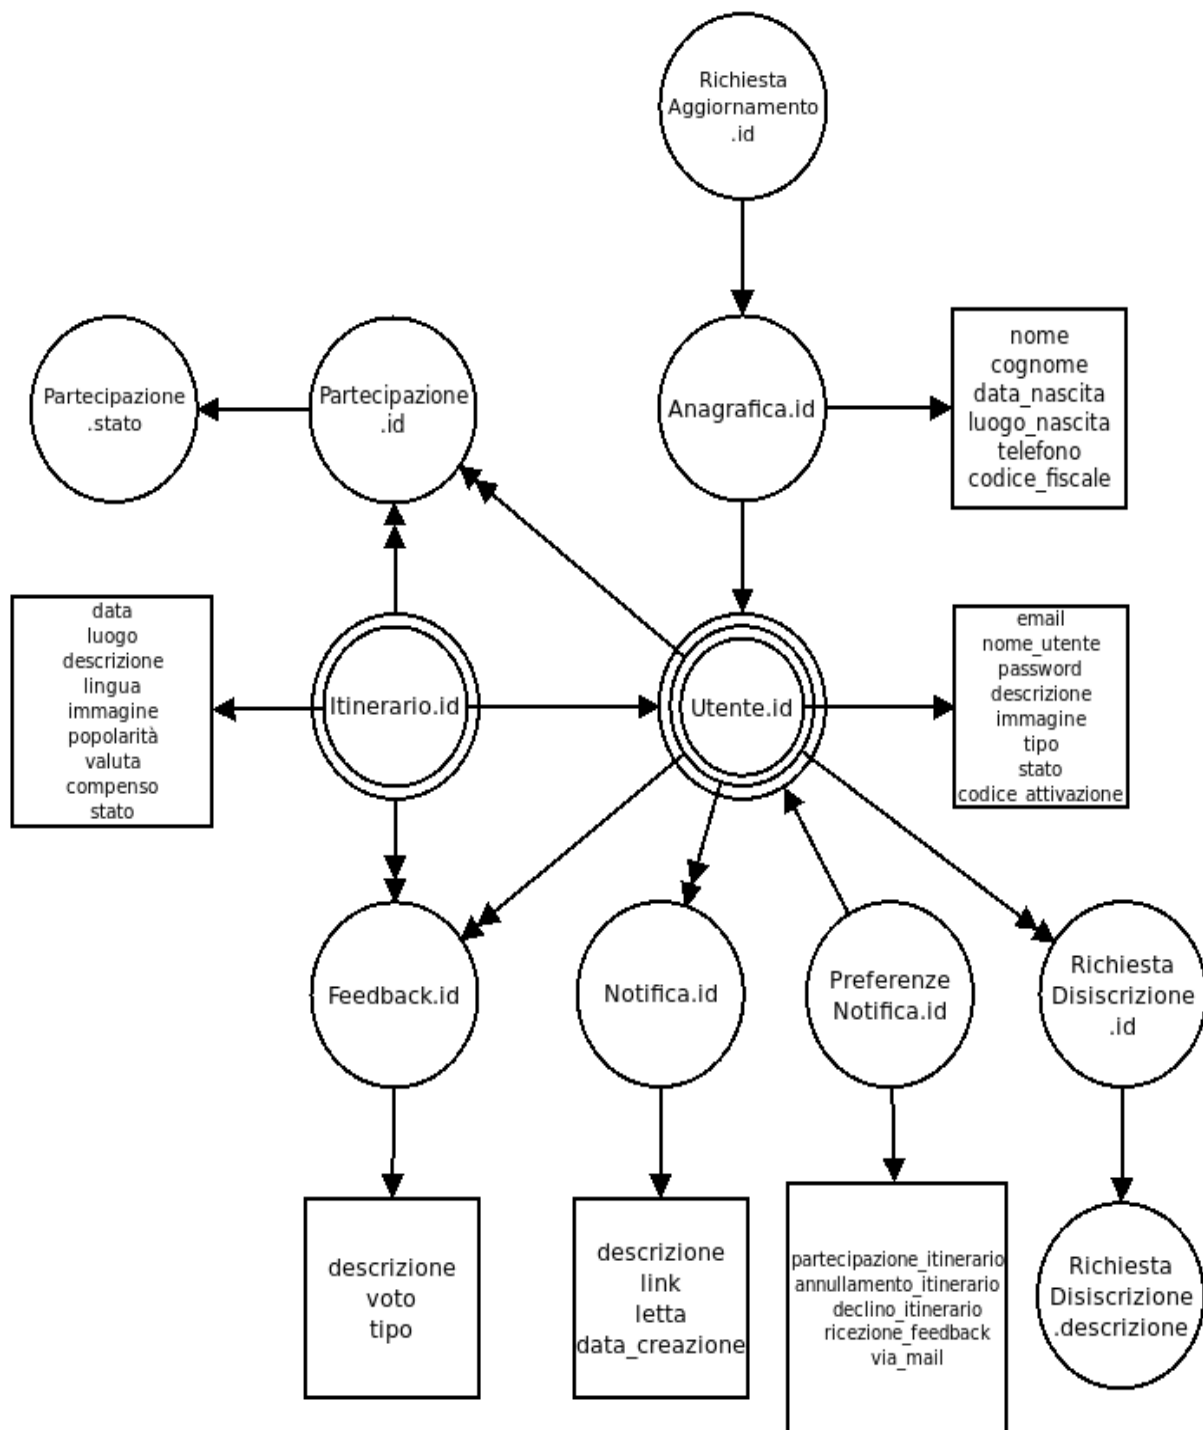 Richiesta
Aggiornamento
.id
Partecipazione
.stato
Partecipazione
.id
Anagrafica.id
nome
cognome
data_nascita
luogo_nascita
telefono
codice_fiscale
data
luogo
descrizione
lingua
immagine
popolarità
valuta
compenso
stato
Itinerario.id
Utente.id
email
nome_utente
password
descrizione
immagine
tipo
stato
codice attivazione
Feedback.id
Notifica.id
Preferenze
Notifica.id
Richiesta
Disiscrizione
.id
descrizione
voto
tipo
descrizione
link
letta
data_creazione
partecipazione_itinerario
annullamento_itinerario
declino_itinerario
ricezione_feedback
via_mail
Richiesta
Disiscrizione
.descrizione